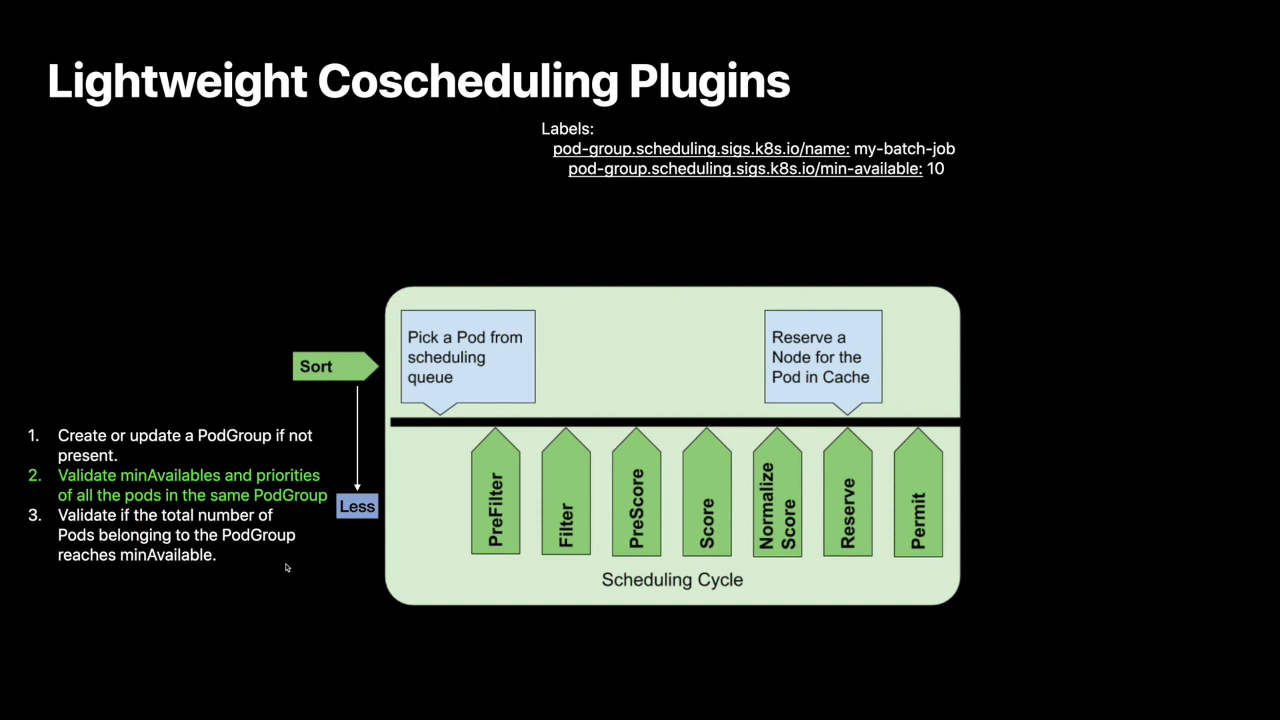 Lightweight Coscheduling Plugins
Labels:
pod-group.scheduling.sigs.k8s.io/name: my-batch-job
pod-group.scheduling.sigs.k8s.io/min-available: 10
Pick a Pod from
scheduling
queue
Reserve a
Node for the
Pod in Cache
Sort
1. Create or update a PodGroup if not
present.
2. Validate minAvailables and priorities
of all the pods in the same PodGroup
3. Validate if the total number of
Pods belonging to the PodGroup
reaches minAvailable.
Less
PreFilter
Filter
PreScore
Score
Normalize
Score
Reserve
Permit
Scheduling Cycle